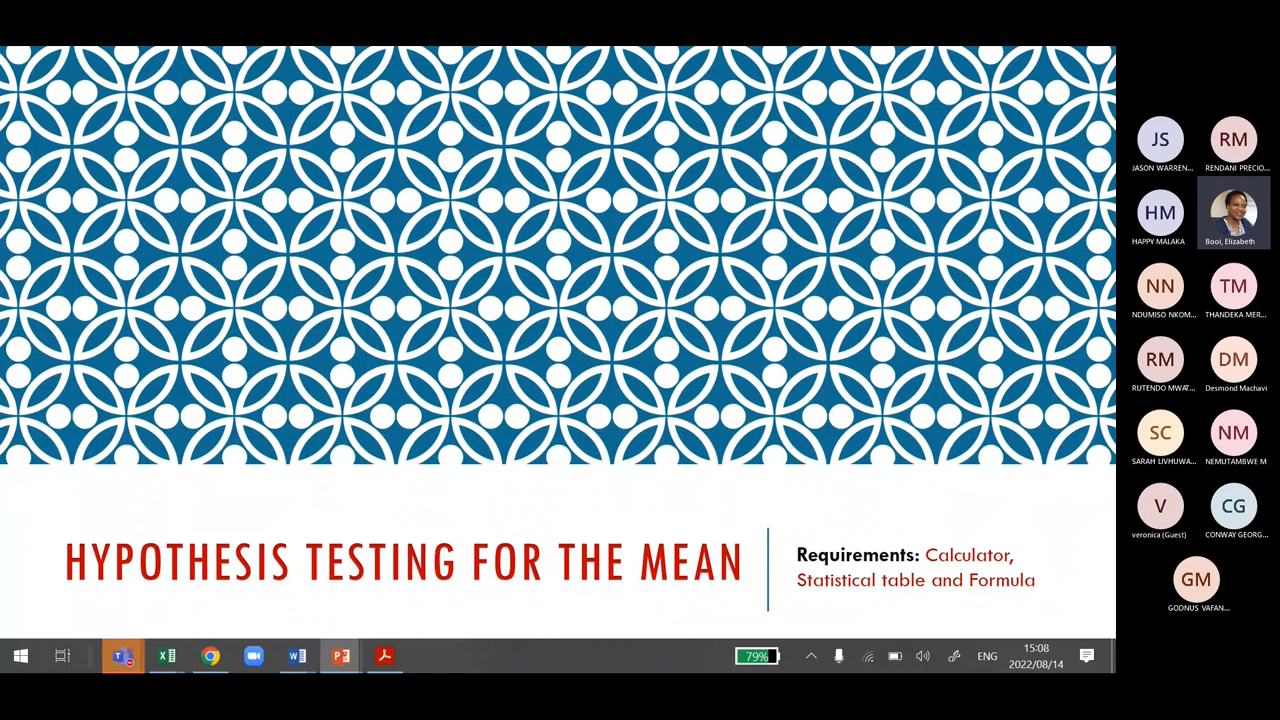 HYPOTHESIS TESTING FOR THE MEAN
Requirements: Calculator,
Statistical table and Formula
JS
RM
JASON WARREN...
RENDANI PRECIO...
HM
HAPPY MALAKA
Booi, Elizabeth
NN
TM
NDUMISO NKOM...
THANDEKA MER...
RM
DM
RUTENDO MWAT...
Desmond Machavi
SC
NM
SARAH LIVHUWA...
NEMUTAMBWE M
V
CG
veronica (Guest)
CONWAY GEORG...
GM
GODNUS VAFAN...
79%
ENG
15:08
2022/08/14